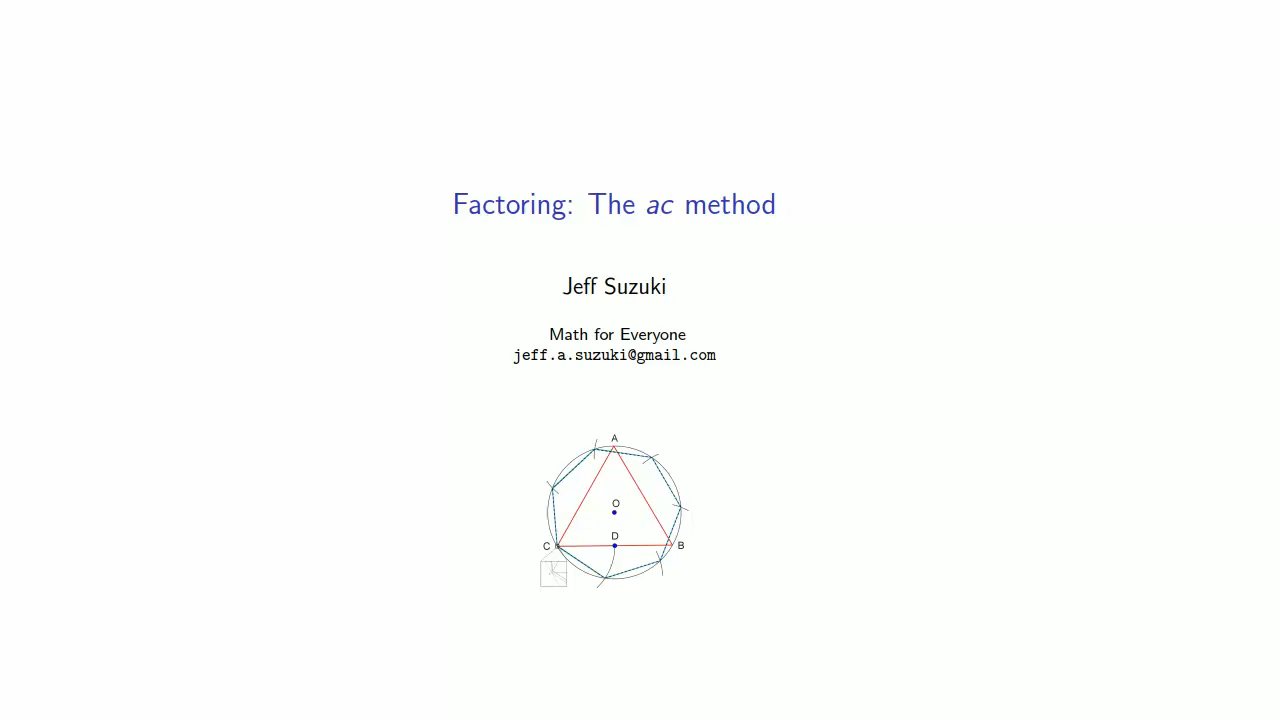 Factoring: The ac method
Jeff Suzuki
Math for Everyone
jeff.a.suzuki@gmail.com
A
O
D
C
B